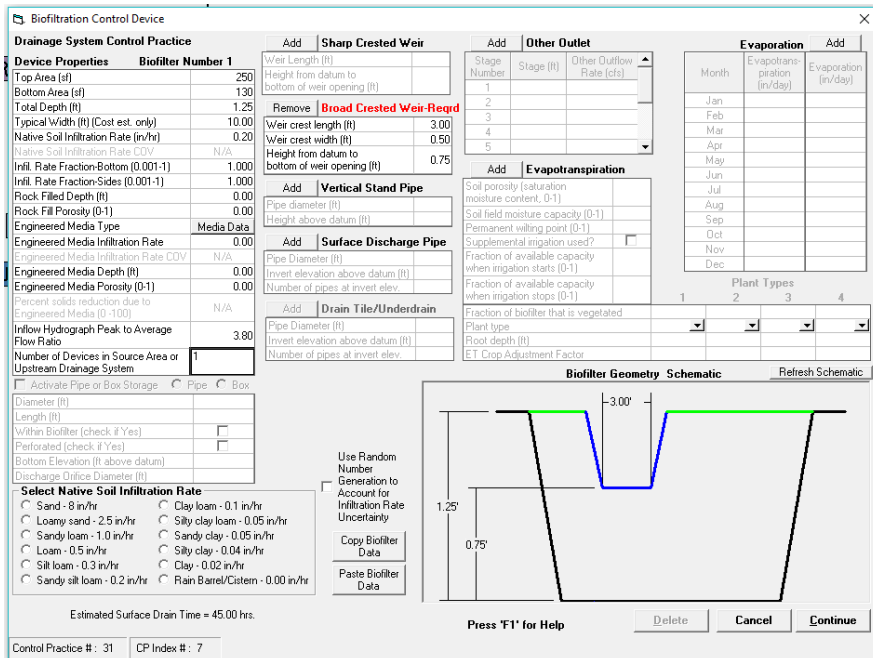 Biofiltration Control Device
Drainage System Control Practice
Device Properties Biofilter Number 1
Top Area (sf) 250
Bottom Area (sf) 130
Total Depth (ft) 1.25
Typical Width (ft) (Cost est. only) 10.00
Native Soil Infiltration Rate (in/hr) 0.20
Native Soil Infiltration Rate COV N/A
Infil. Rate Fraction-Bottom (0.001-1) 1.000
Infil. Rate Fraction-Sides (0.001-1) 1.000
Rock Filled Depth (ft) 0.00
Rock Fill Porosity (0-1) 0.00
Engineered Media Type Media Data
Engineered Media Infiltration Rate 0.00
Engineered Media Infiltration Rate COV N/A
Engineered Media Depth (ft) 0.00
Engineered Media Porosity (0-1) 0.00
Percent solids reduction due to
Engineered Media (0 -100) N/A
Inflow Hydrograph Peak to Average
Flow Ratio 3.80
Number of Devices in Source Area or
Upstream Drainage System 1
Activate Pipe or Box Storage Pipe Box
Diameter (ft)
Length (ft)
Within Biofilter (check if Yes)
Perforated (check if Yes)
Bottom Elevation (ft above datum)
Discharge Orifice Diameter (ft)
Select Native Soil Infiltration Rate
Sand - 8 in/hr Clay loam - 0.1 in/hr
Loamy sand - 2.5 in/hr Silty clay loam - 0.05 in/hr
Sandy loam - 1.0 in/hr Sandy clay - 0.05 in/hr
Loam - 0.5 in/hr Silty clay - 0.04 in/hr
Silt loam - 0.3 in/hr Clay - 0.02 in/hr
Sandy silt loam - 0.2 in/hr Rain Barrel/Cistern - 0.00 in/hr
Estimated Surface Drain Time = 45.00 hrs.
Control Practice # : 31 CP Index # : 7
Add Sharp Crested Weir
Weir Length (ft)
Height from datum to
bottom of weir opening (ft)
Remove Broad Crested Weir-Reqrd
Weir crest length (ft) 3.00
Weir crest width (ft) 0.50
Height from datum to
bottom of weir opening (ft) 0.75
Add Vertical Stand Pipe
Pipe diameter (ft)
Height above datum (ft)
Add Surface Discharge Pipe
Pipe Diameter (ft)
Invert elevation above datum (ft)
Number of pipes at invert elev.
Add Drain Tile/Underdrain
Pipe Diameter (ft)
Invert elevation above datum (ft)
Number of pipes at invert elev.
Use Random
Number
Generation to
Account for
Infiltration Rate
Uncertainty
Copy Biofilter
Data
Paste Biofilter
Data
Add Other Outlet
Stage
Number Stage (ft) Other Outflow
Rate (cfs)
1
2
3
4
5
Add Evapotranspiration
Soil porosity (saturation
moisture content, 0-1)
Soil field moisture capacity (0-1)
Permanent wilting point (0-1)
Supplemental irrigation used?
Fraction of available capacity
when irrigation starts (0-1)
Fraction of available capacity
when irrigation stops (0-1)
Fraction of biofilter that is vegetated
Plant type
Root depth (ft)
ET Crop Adjustment Factor
Evaporation Add
Month Evapotrans-
piration
(in/day) Evaporation
(in/day)
Jan
Feb
Mar
Apr
May
Jun
Jul
Aug
Sep
Oct
Nov
Dec
Plant Types
1 2 3 4
Biofilter Geometry Schematic Refresh Schematic
3.00'
1.25'
0.75'
Press 'F1' for Help Delete Cancel Continue